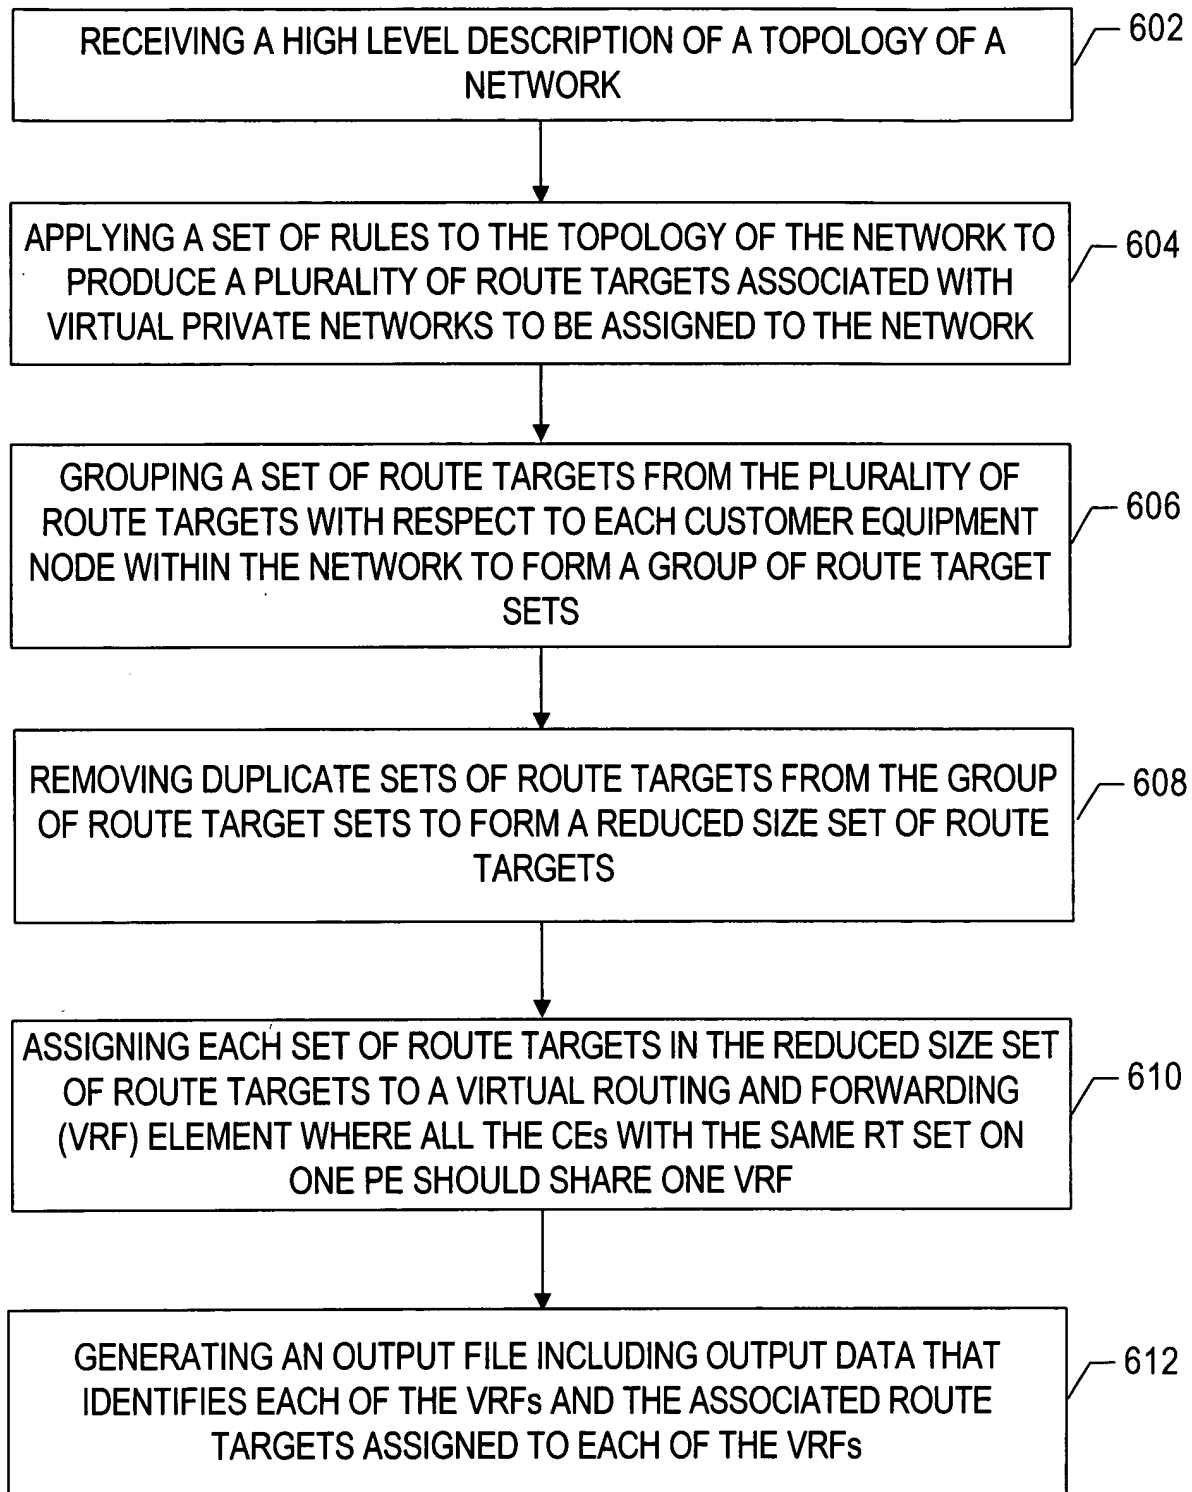 RECEIVING A HIGH LEVEL DESCRIPTION OF A TOPOLOGY OF A
NETWORK
602
APPLYING A SET OF RULES TO THE TOPOLOGY OF THE NETWORK TO
PRODUCE A PLURALITY OF ROUTE TARGETS ASSOCIATED WITH
VIRTUAL PRIVATE NETWORKS TO BE ASSIGNED TO THE NETWORK
604
GROUPING A SET OF ROUTE TARGETS FROM THE PLURALITY OF
ROUTE TARGETS WITH RESPECT TO EACH CUSTOMER EQUIPMENT
NODE WITHIN THE NETWORK TO FORM A GROUP OF ROUTE TARGET
SETS
606
REMOVING DUPLICATE SETS OF ROUTE TARGETS FROM THE GROUP
OF ROUTE TARGET SETS TO FORM A REDUCED SIZE SET OF ROUTE
TARGETS
608
ASSIGNING EACH SET OF ROUTE TARGETS IN THE REDUCED SIZE SET
OF ROUTE TARGETS TO A VIRTUAL ROUTING AND FORWARDING
(VRF) ELEMENT WHERE ALL THE CEs WITH THE SAME RT SET ON
ONE PE SHOULD SHARE ONE VRF
610
GENERATING AN OUTPUT FILE INCLUDING OUTPUT DATA THAT
IDENTIFIES EACH OF THE VRFs AND THE ASSOCIATED ROUTE
TARGETS ASSIGNED TO EACH OF THE VRFs
612